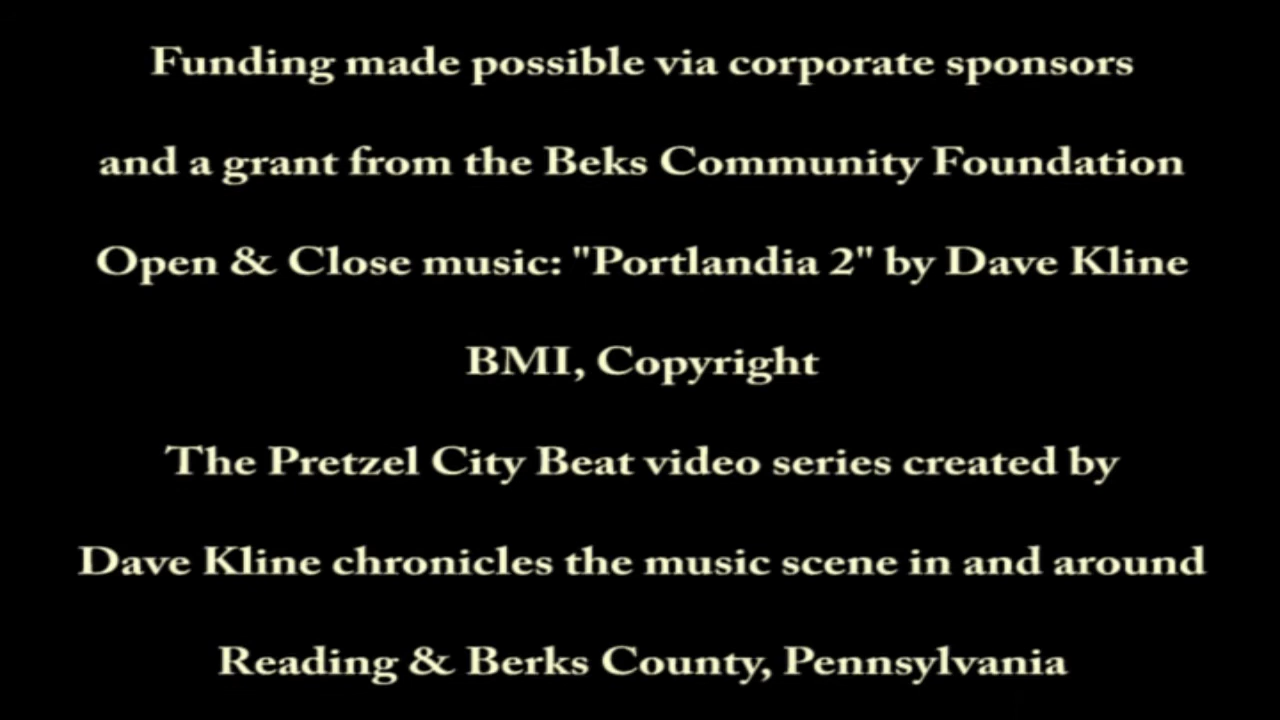 Funding made possible via corporate sponsors
and a grant from the Beks Community Foundation
Open & Close music: "Portlandia 2" by Dave Kline
BMI, Copyright
The Pretzel City Beat video series created by
Dave Kline chronicles the music scene in and around
Reading & Berks County, Pennsylvania